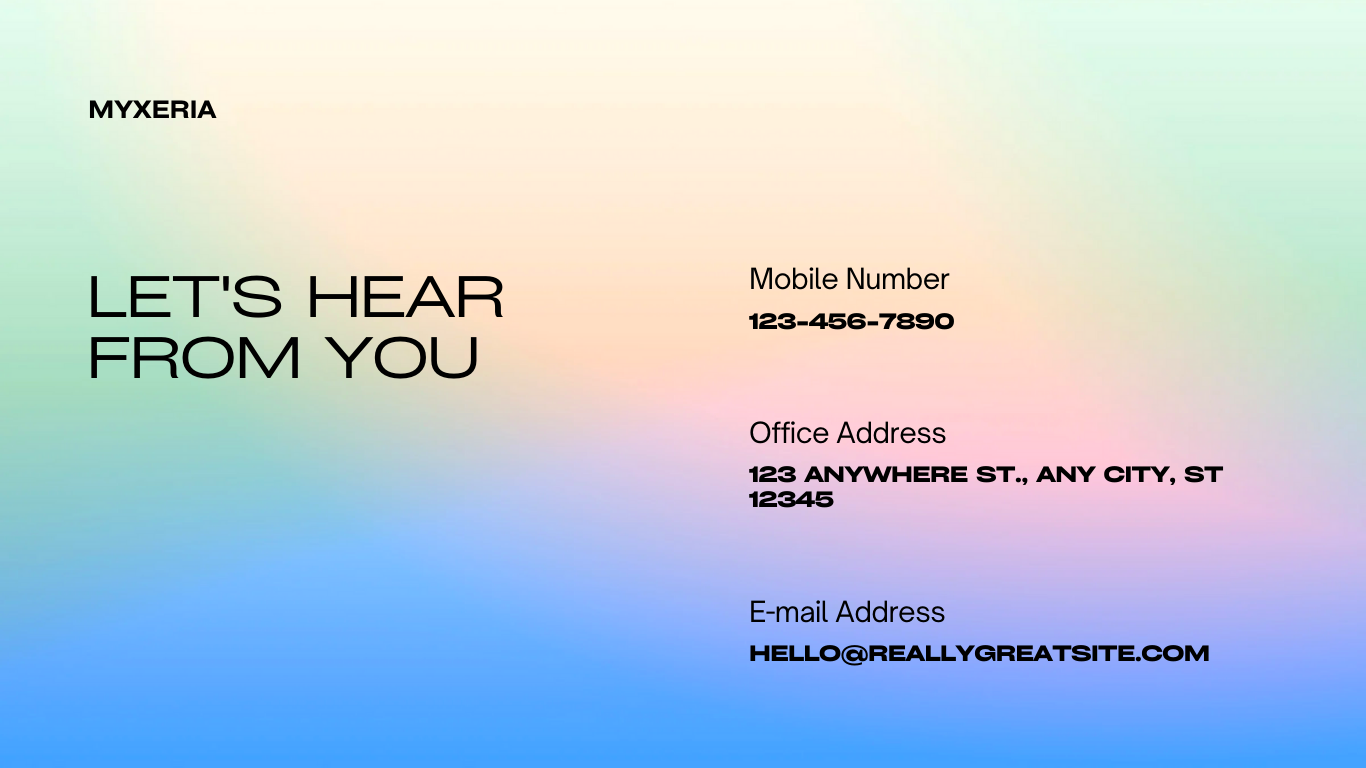 MYXERIA
LET'S HEAR
FROM YOU
Mobile Number
123-456-7890
Office Address
123 ANYWHERE ST., ANY CITY, ST
12345
E-mail Address
HELLO@REALLYGREATSITE.COM